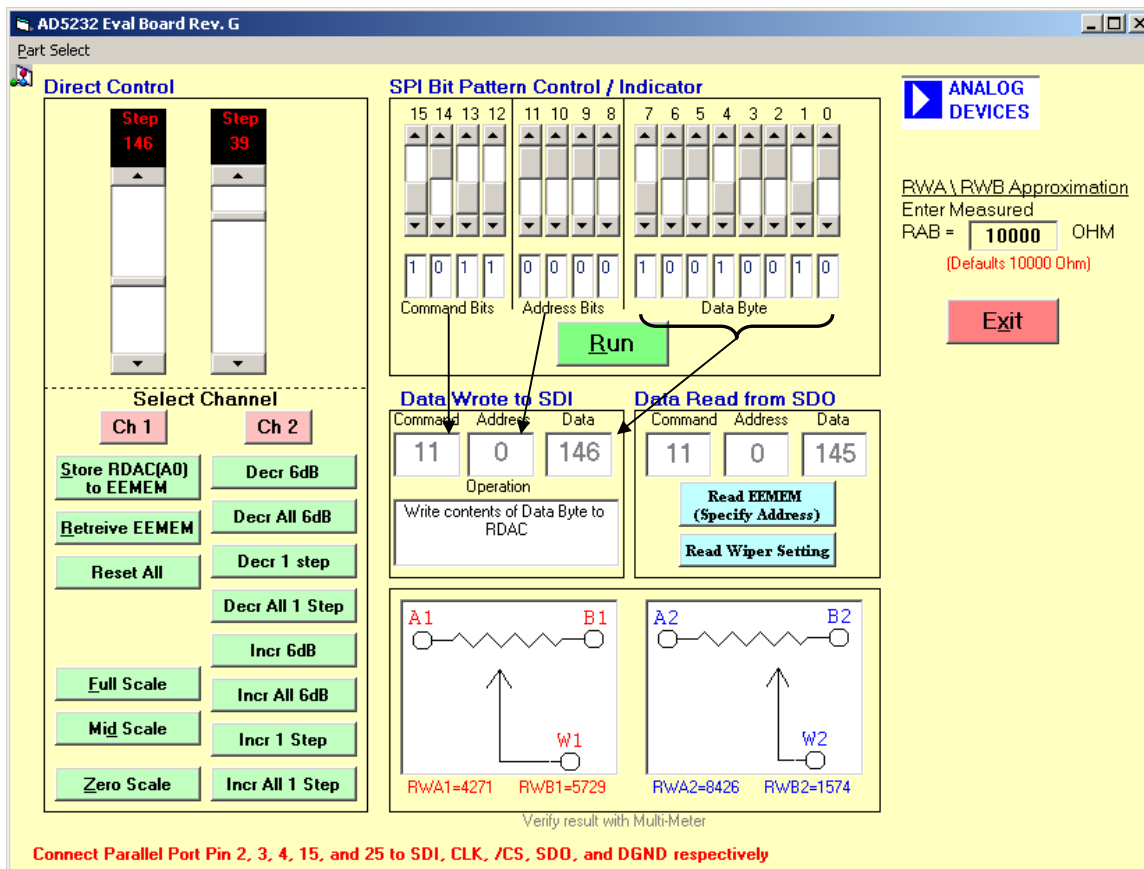 AD5232 Eval Board Rev. G
Part Select
Direct Control
Step
146
Step
39
Select Channel
Ch 1
Ch 2
Store RDAC(A0)
to EEMEM
Retreive EEMEM
Reset All
Full Scale
Mid Scale
Zero Scale
Decr 6dB
Decr All 6dB
Decr 1 step
Decr All 1 Step
Incr 6dB
Incr All 6dB
Incr 1 Step
Incr All 1 Step
SPI Bit Pattern Control / Indicator
15 14 13 12 11 10 9 8 7 6 5 4 3 2 1 0
1 0 1 1 0 0 0 0 1 0 0 1 0 0 1 0
Command Bits Address Bits Data Byte
Run
Data Wrote to SDI
Command Address Data
11 0 146
Operation
Write contents of Data Byte to
RDAC
Data Read from SDO
Command Address Data
11 0 145
Read EEMEM
(Specify Address)
Read Wiper Setting
A1 B1
W1
RWA1=4271 RWB1=5729
A2 B2
W2
RWA2=8426 RWB2=1574
Verify result with Multi-Meter
ANALOG
DEVICES
RWA \ RWB Approximation
Enter Measured
RAB = 10000 OHM
(Defaults 10000 Ohm)
Exit
Connect Parallel Port Pin 2, 3, 4, 15, and 25 to SDI, CLK, /CS, SDO, and DGND respectively